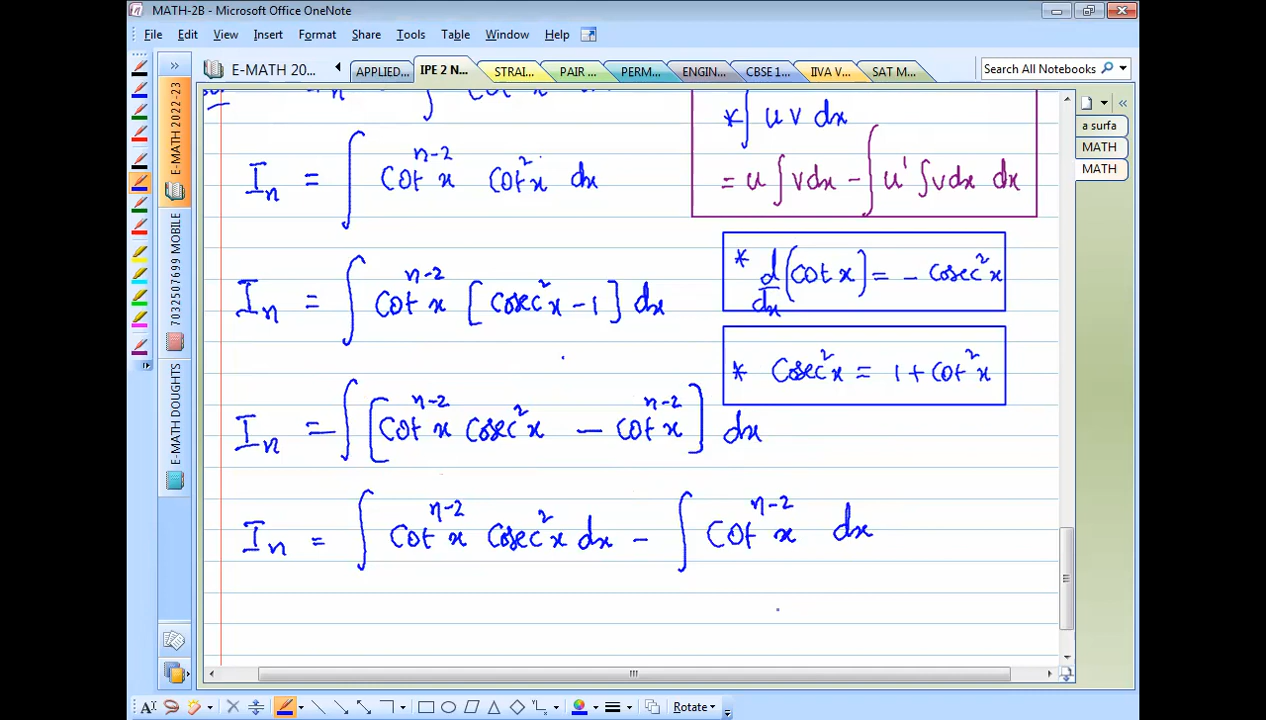 MATH-2B - Microsoft Office OneNote
File Edit View Insert Format Share Tools Table Window Help
E-MATH 20... APPLIED... IPE 2 N... STRAI... PAIR ... PERM... ENGIN... CBSE 1... IIVA V... SAT M... Search All Notebooks
E-MATH 2022-23
7032507699 MOBILE
E-MATH DOUGHTS
* ∫ u v dx
= u ∫ v dx - ∫ u' ∫ v dx dx
Iₙ = ∫ Cotⁿ⁻² x Cot² x dx
* d/dx (Cot x) = - Cosec² x
Iₙ = ∫ Cotⁿ⁻² x [Cosec² x - 1] dx
* Cosec² x = 1 + Cot² x
Iₙ = ∫ [Cotⁿ⁻² x Cosec² x - Cotⁿ⁻² x] dx
Iₙ = ∫ Cotⁿ⁻² x Cosec² x dx - ∫ Cotⁿ⁻² x dx
a surfa
MATH
MATH
Rotate